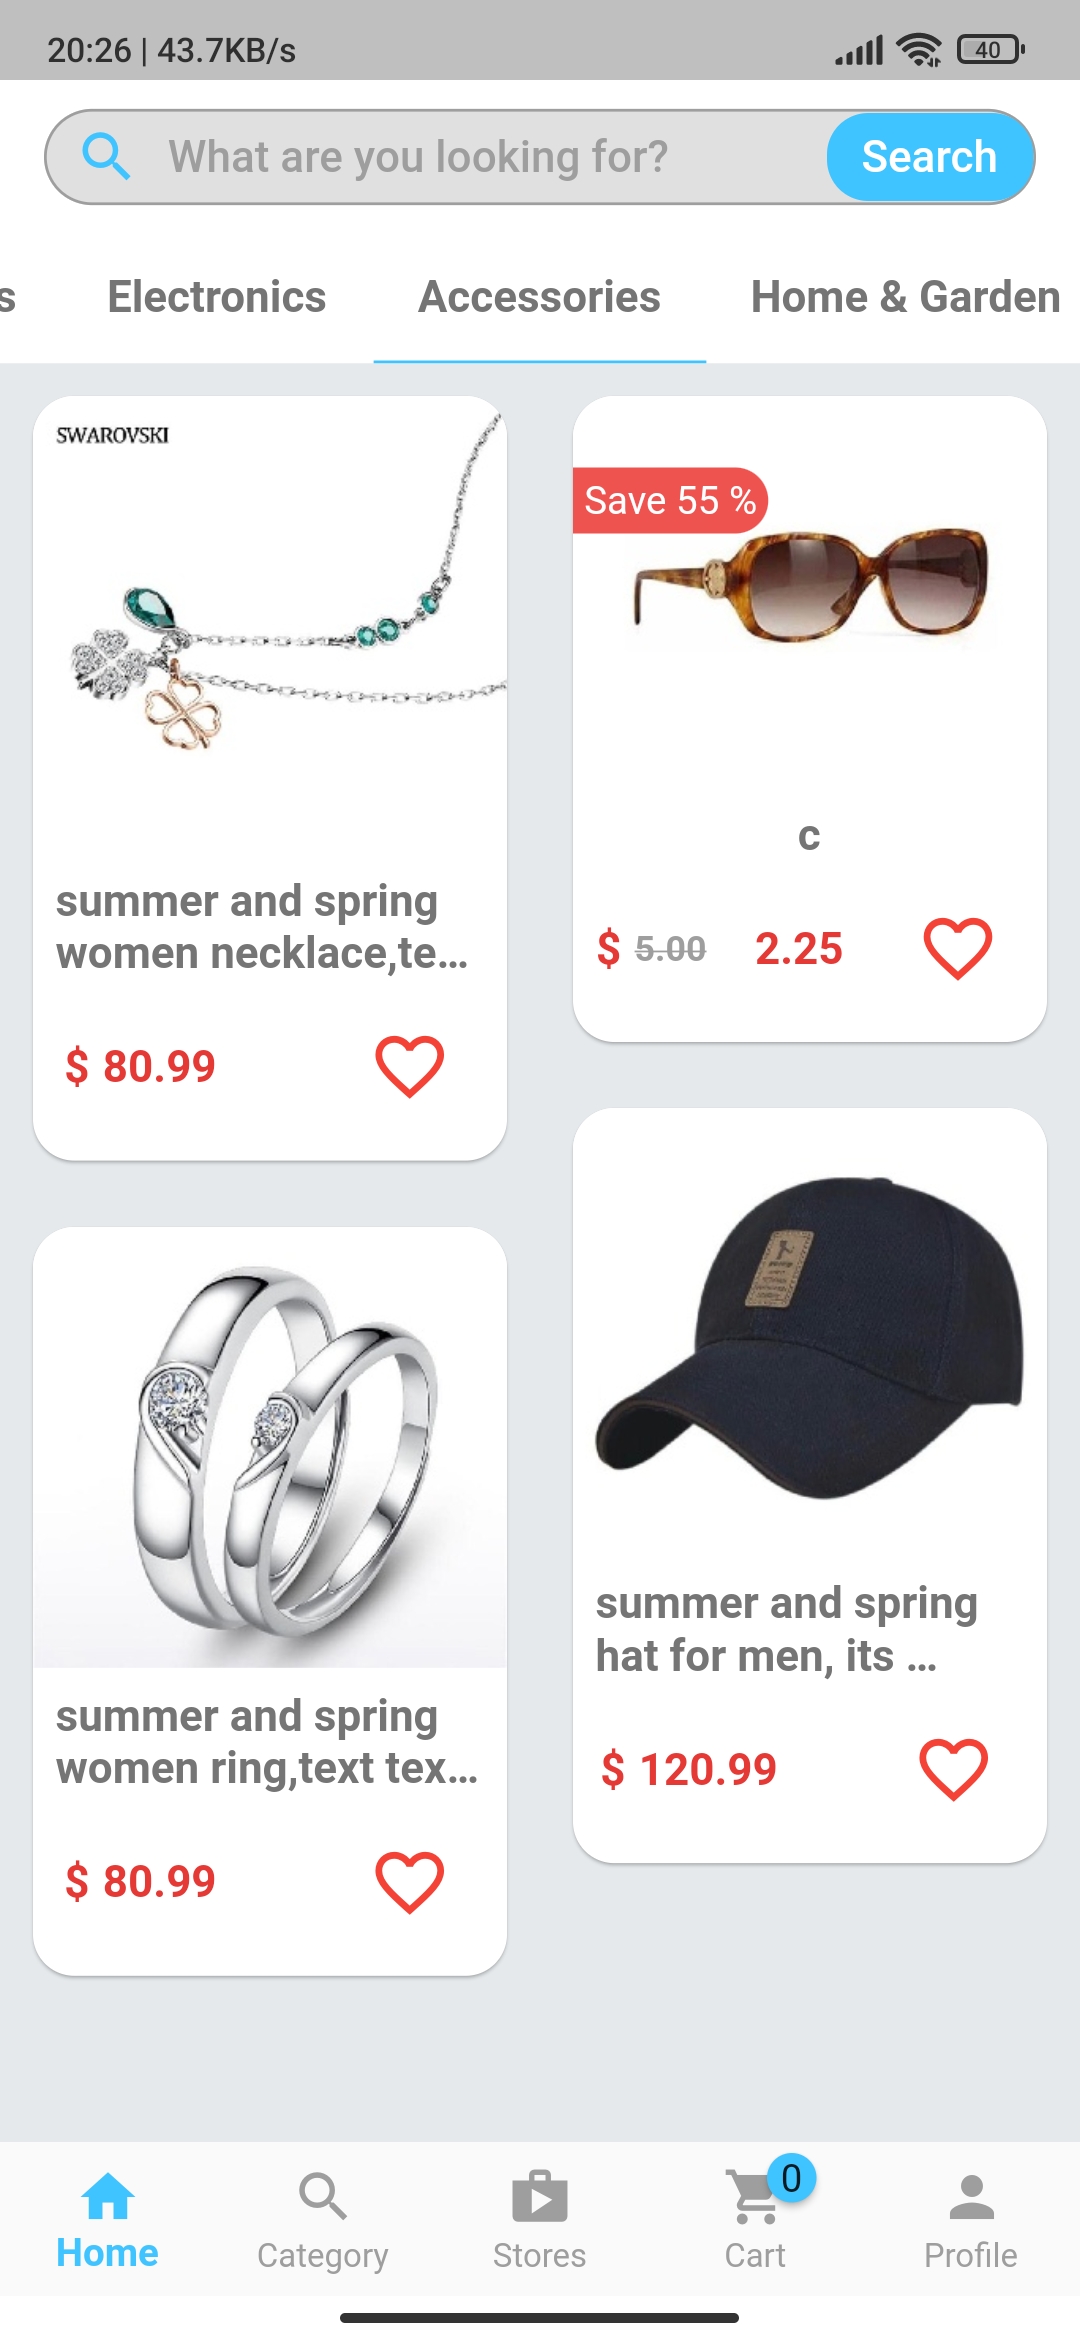 20:26 | 43.7KB/s
40
What are you looking for?
Search
s
Electronics
Accessories
Home & Garden
SWAROVSKI
summer and spring
women necklace,te...
$ 80.99
Save 55 %
c
$ 5.00 2.25
summer and spring
women ring,text tex...
$ 80.99
summer and spring
hat for men, its ...
$ 120.99
Home
Category
Stores
0
Cart
Profile